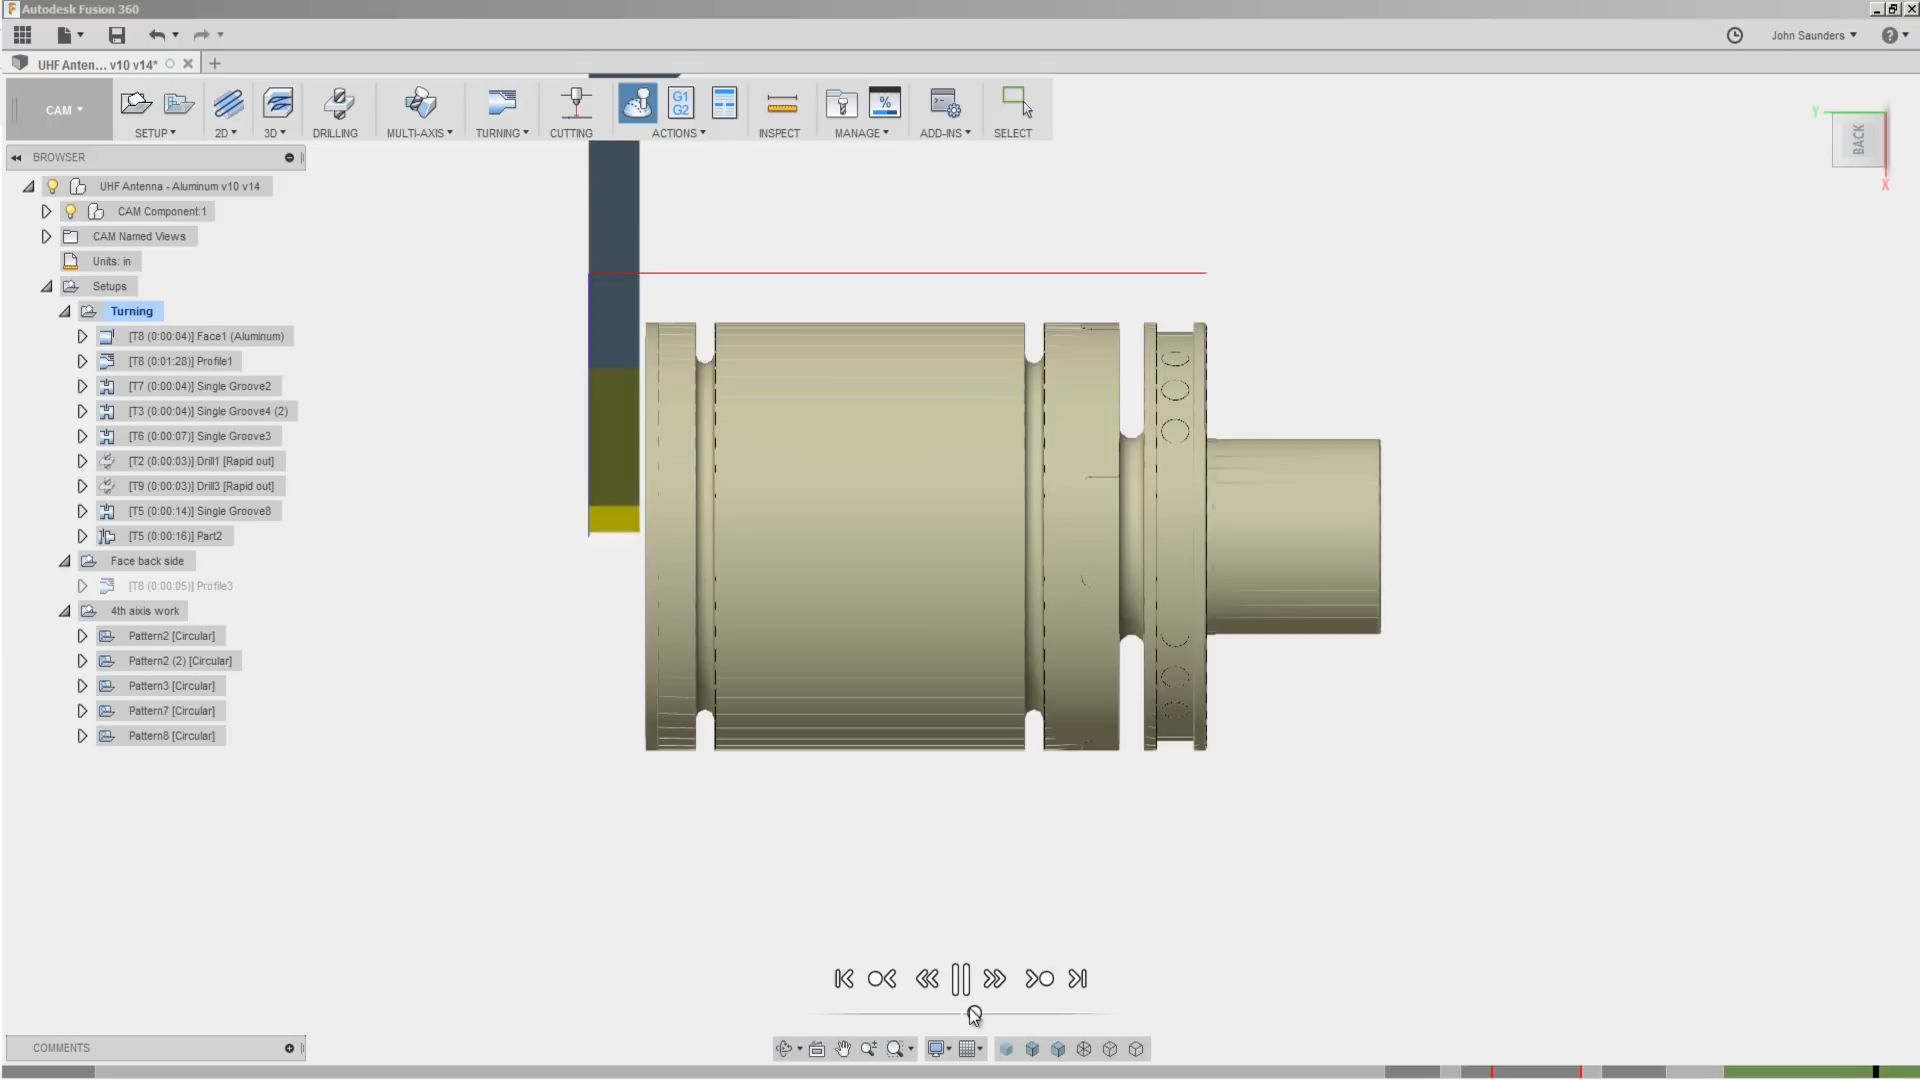 Autodesk Fusion 360
John Saunders
UHF Anten... v10 v14*
CAM
SETUP
2D
3D
DRILLING
MULTI-AXIS
TURNING
CUTTING
G1
G2
ACTIONS
INSPECT
%
MANAGE
ADD-INS
SELECT
Y
BACK
X
BROWSER
UHF Antenna - Aluminum v10 v14
CAM Component:1
CAM Named Views
Units: in
Setups
Turning
[T8 (0:00:04)] Face1 (Aluminum)
[T8 (0:01:28)] Profile1
[T7 (0:00:04)] Single Groove2
[T3 (0:00:04)] Single Groove4 (2)
[T6 (0:00:07)] Single Groove3
[T2 (0:00:03)] Drill1 [Rapid out]
[T9 (0:00:03)] Drill3 [Rapid out]
[T5 (0:00:14)] Single Groove8
[T5 (0:00:16)] Part2
Face back side
[T8 (0:00:05)] Profile3
4th aixis work
Pattern2 [Circular]
Pattern2 (2) [Circular]
Pattern3 [Circular]
Pattern7 [Circular]
Pattern8 [Circular]
COMMENTS